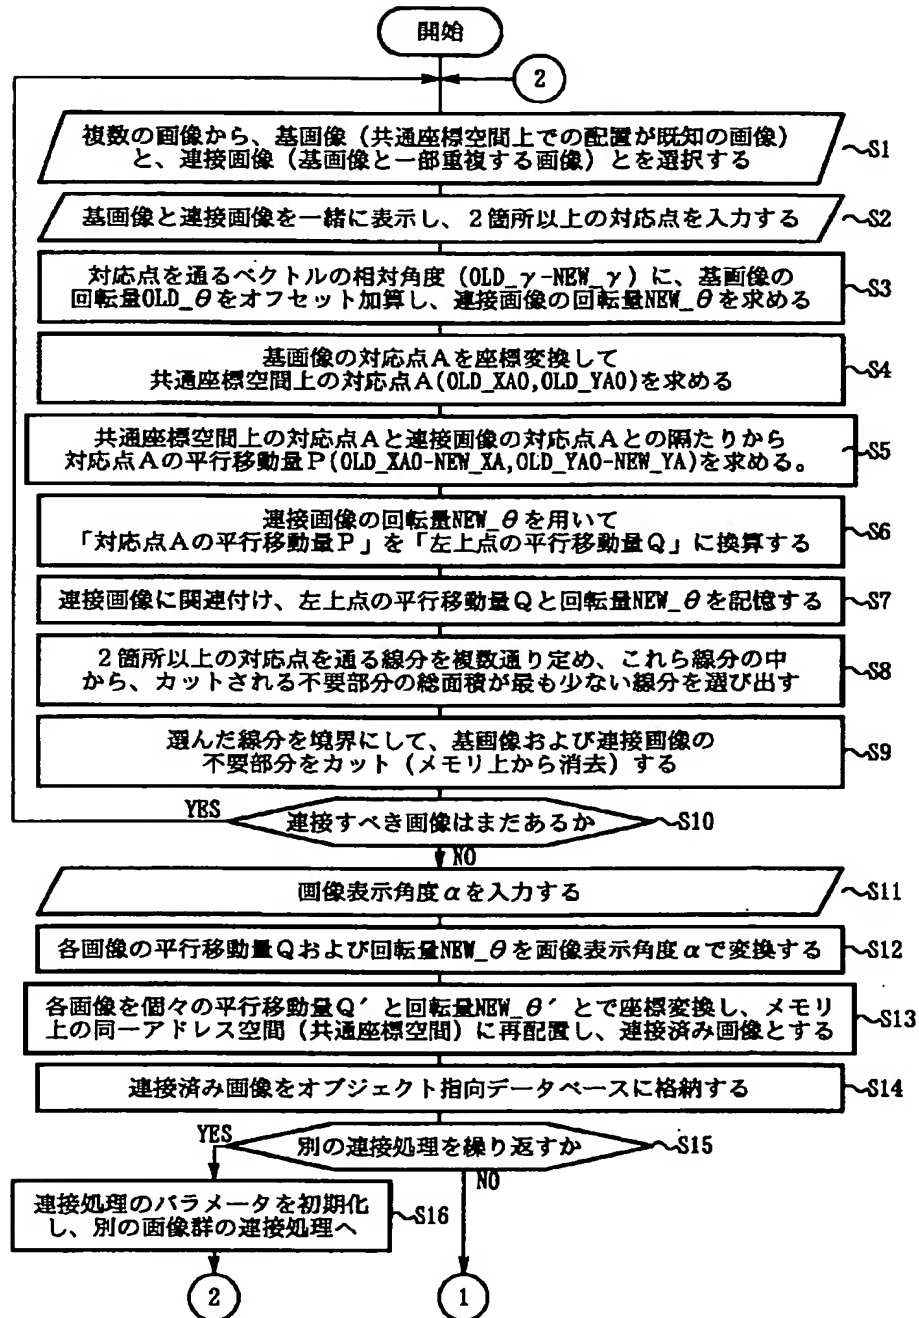 開始
2
複数の画像から、基画像（共通座標空間上での配置が既知の画像）
と、連接画像（基画像と一部重複する画像）とを選択する
S1
基画像と連接画像を一緒に表示し、２箇所以上の対応点を入力する
S2
対応点を通るベクトルの相対角度（OLD_γ-NEW_γ）に、基画像の
回転量OLD_θをオフセット加算し、連接画像の回転量NEW_θを求める
S3
基画像の対応点Ａを座標変換して
共通座標空間上の対応点Ａ(OLD_XA0,OLD_YA0)を求める
S4
共通座標空間上の対応点Ａと連接画像の対応点Ａとの隔たりから
対応点Ａの平行移動量Ｐ(OLD_XA0-NEW_XA,OLD_YA0-NEW_YA)を求める。
S5
連接画像の回転量NEW_θを用いて
「対応点Ａの平行移動量Ｐ」を「左上点の平行移動量Ｑ」に換算する
S6
連接画像に関連付け、左上点の平行移動量Ｑと回転量NEW_θを記憶する
S7
２箇所以上の対応点を通る線分を複数通り定め、これら線分の中
から、カットされる不要部分の総面積が最も少ない線分を選び出す
S8
選んだ線分を境界にして、基画像および連接画像の
不要部分をカット（メモリ上から消去）する
S9
YES
連接すべき画像はまだあるか
S10
NO
画像表示角度αを入力する
S11
各画像の平行移動量Ｑおよび回転量NEW_θを画像表示角度αで変換する
S12
各画像を個々の平行移動量Ｑ′と回転量NEW_θ′とで座標変換し、メモリ
上の同一アドレス空間（共通座標空間）に再配置し、連接済み画像とする
S13
連接済み画像をオブジェクト指向データベースに格納する
S14
YES
別の連接処理を繰り返すか
S15
NO
連接処理のパラメータを初期化
し、別の画像群の連接処理へ
S16
2
1